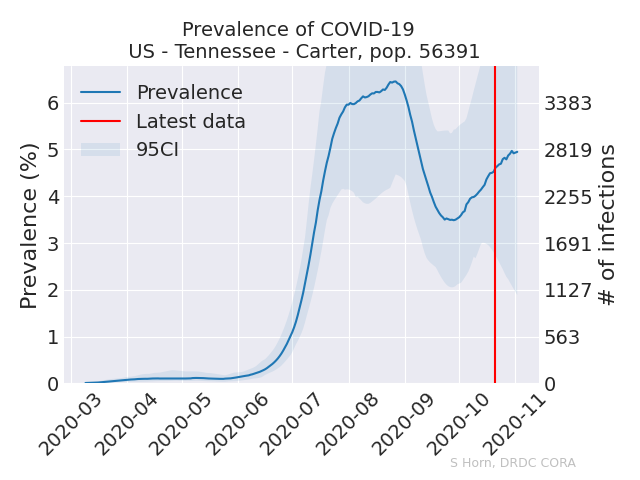 Prevalence of COVID-19
US - Tennessee - Carter, pop. 56391
Prevalence
Latest data
95CI
Prevalence (%)
6
5
4
3
2
1
0
3383
2819
2255
1691
1127
563
0
# of infections
2020-03
2020-04
2020-05
2020-06
2020-07
2020-08
2020-09
2020-10
2020-11
S Horn, DRDC CORA